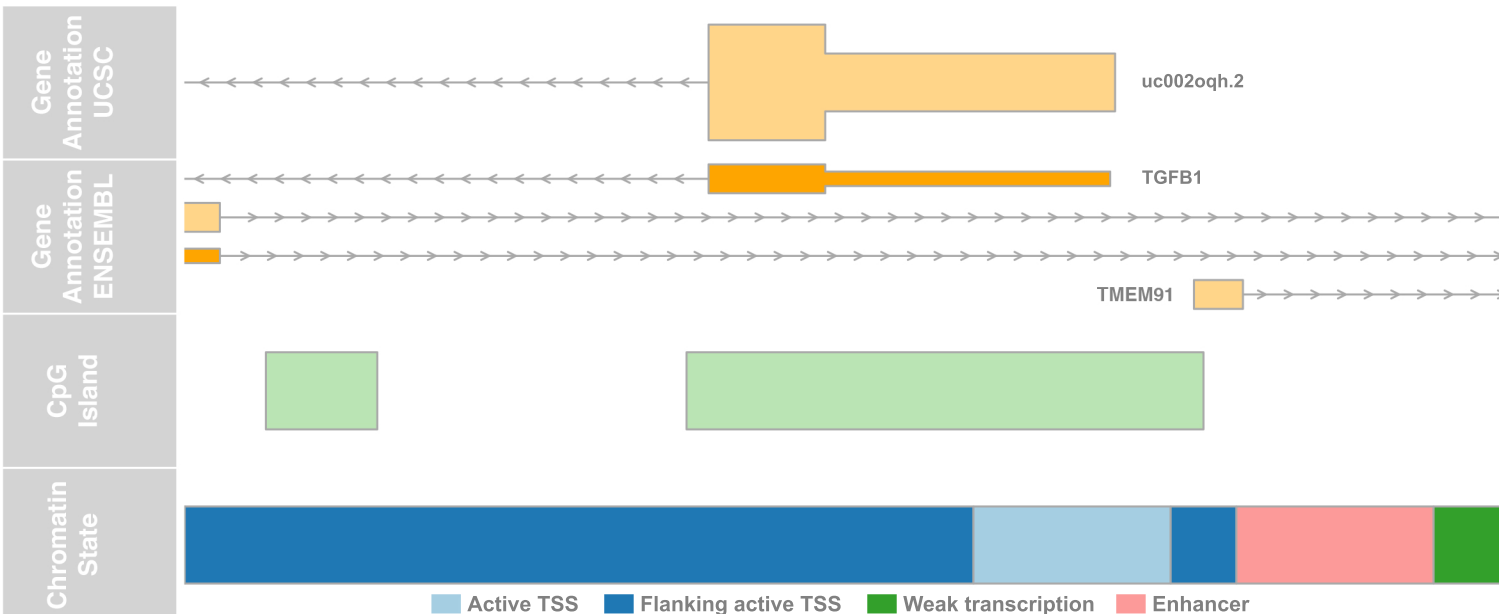 Gene
Annotation
UCSC
uc002oqh.2
Gene
Annotation
ENSEMBL
TGFB1
TMEM91
CpG
Island
Chromatin
State
Active TSS Flanking active TSS Weak transcription Enhancer